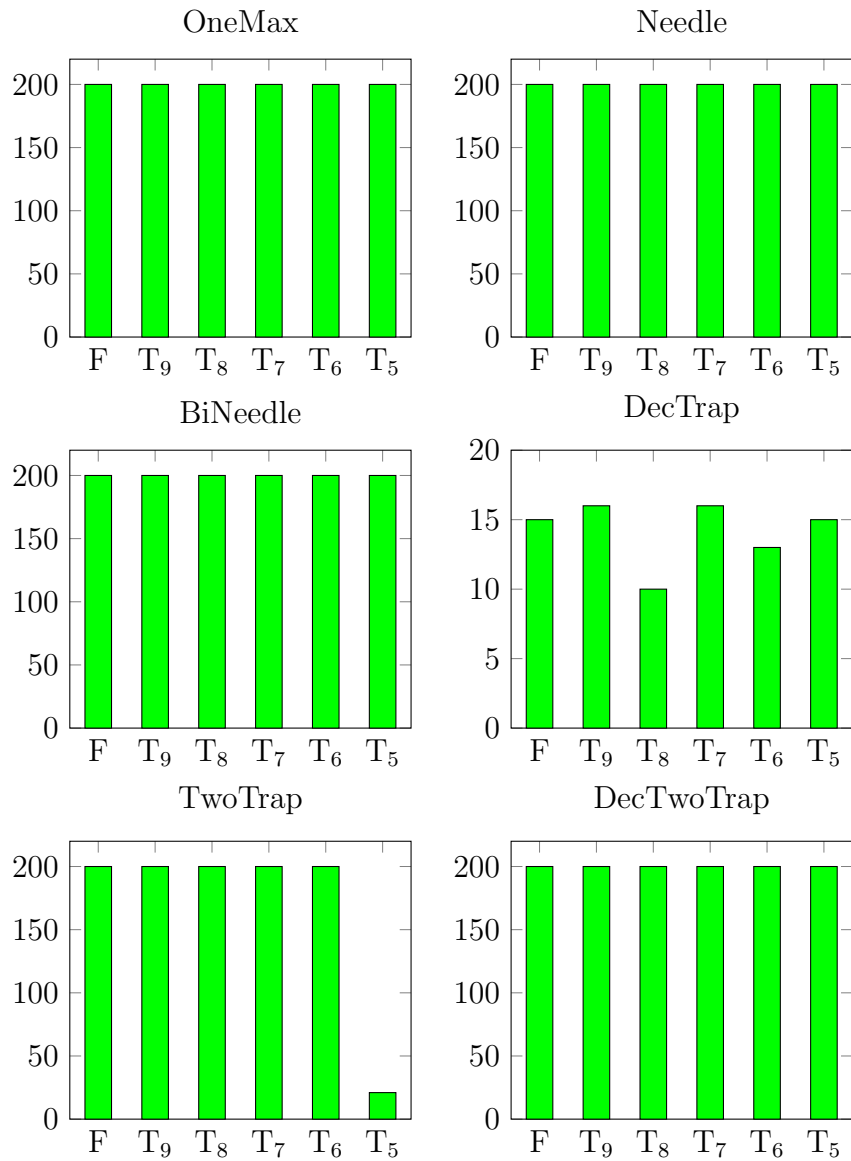 OneMax
200
150
100
50
0
F T₉ T₈ T₇ T₆ T₅
Needle
200
150
100
50
0
F T₉ T₈ T₇ T₆ T₅
BiNeedle
200
150
100
50
0
F T₉ T₈ T₇ T₆ T₅
DecTrap
20
15
10
5
0
F T₉ T₈ T₇ T₆ T₅
TwoTrap
200
150
100
50
0
F T₉ T₈ T₇ T₆ T₅
DecTwoTrap
200
150
100
50
0
F T₉ T₈ T₇ T₆ T₅